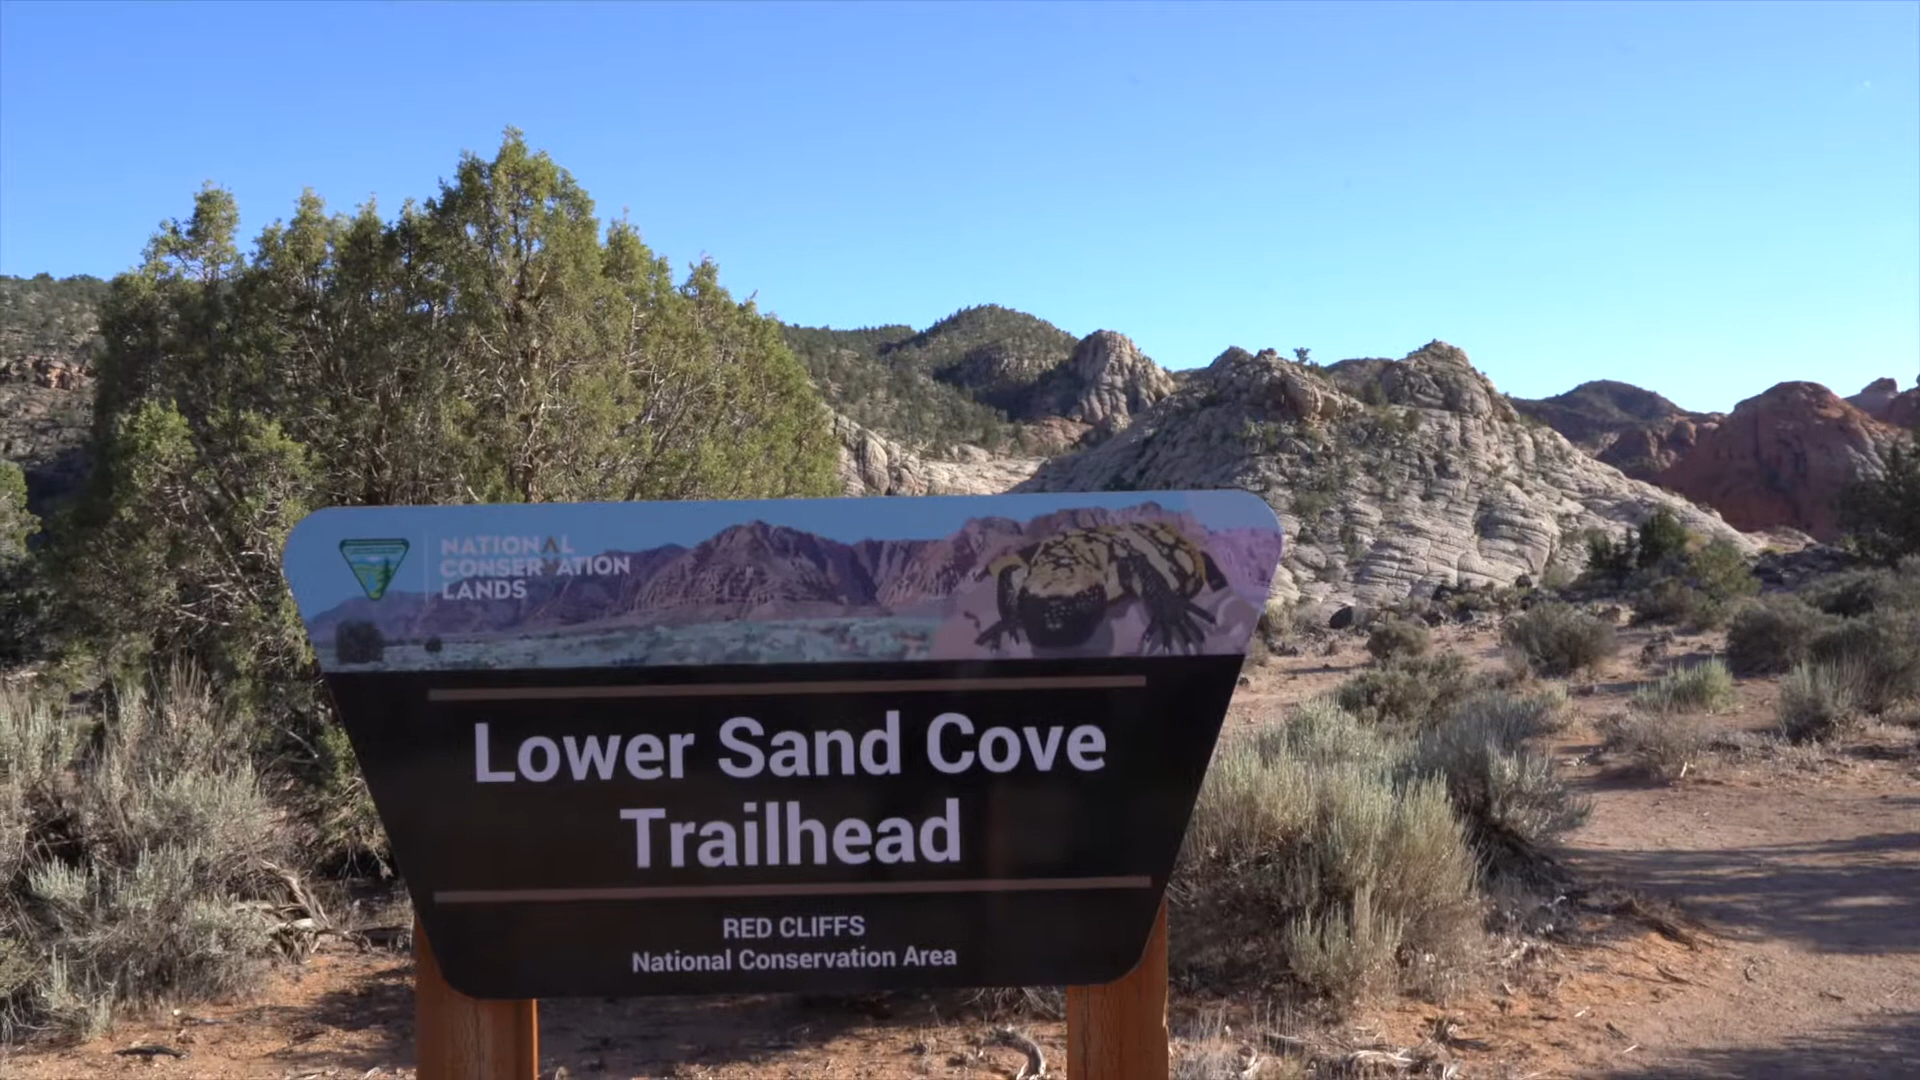 NATIONAL
CONSERVATION
LANDS
Lower Sand Cove
Trailhead
RED CLIFFS
National Conservation Area